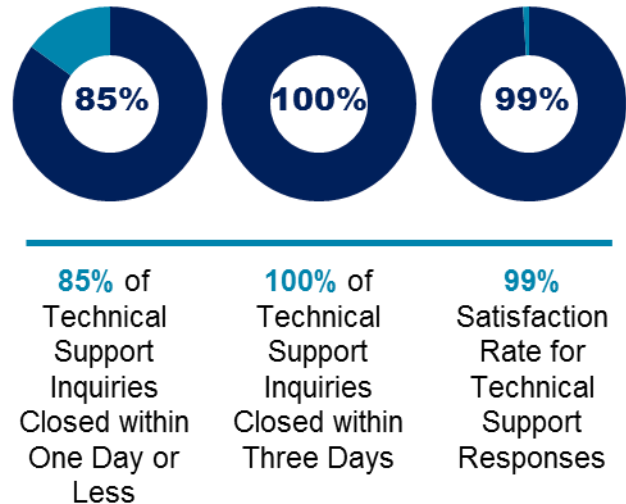 85%
100%
99%
85% of
Technical
Support
Inquiries
Closed within
One Day or
Less
100% of
Technical
Support
Inquiries
Closed within
Three Days
99%
Satisfaction
Rate for
Technical
Support
Responses